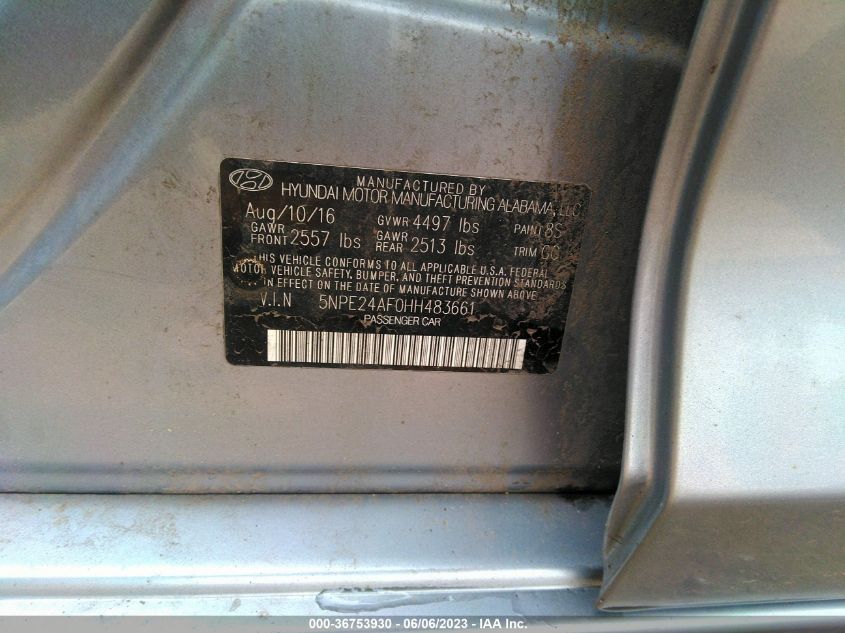 MANUFACTURED BY
HYUNDAI MOTOR MANUFACTURING ALABAMA, LLC
Aug/10/16 GVWR 4497 lbs PAINT 8S
GAWR FRONT 2557 lbs GAWR REAR 2513 lbs TRIM GC
THIS VEHICLE CONFORMS TO ALL APPLICABLE U.S.A. FEDERAL
MOTOR VEHICLE SAFETY, BUMPER, AND THEFT PREVENTION STANDARDS
IN EFFECT ON THE DATE OF MANUFACTURE SHOWN ABOVE.
V.I.N 5NPE24AF0HH483661
PASSENGER CAR
000-36753930 - 06/06/2023 - IAA Inc.